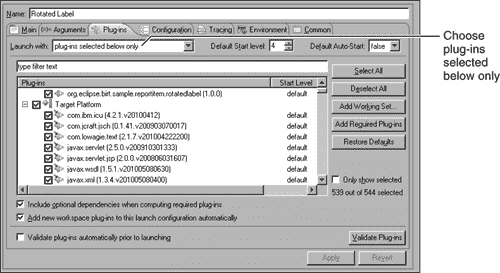 Name: Rotated Label
Main
Arguments
Plug-ins
Configuration
Tracing
Environment
Common
Launch with: plug-ins selected below only
Default Start level: 4
Default Auto-Start: false
Choose
plug-ins
selected
below only
type filter text
Plug-ins
Start Level
org.eclipse.birt.sample.reportitem.rotatedlabel (1.0.0) default
Target Platform
com.ibm.icu (4.2.1.v20100412) default
com.jcraft.jsch (0.1.41.v200903070017) default
com.lowagie.text (2.1.7.v201004222200) default
javax.servlet (2.5.0.v200910301333) default
javax.servlet.jsp (2.0.0.v200806031607) default
javax.wsdl (1.5.1.v201005080630) default
javax.xml (1.3.4.v201005080400) default
Select All
Deselect All
Add Working Set...
Add Required Plug-ins
Restore Defaults
Only show selected
539 out of 544 selected
Include optional dependencies when computing required plug-ins
Add new workspace plug-ins to this launch configuration automatically
Validate plug-ins automatically prior to launching
Validate Plug-ins
Apply
Revert